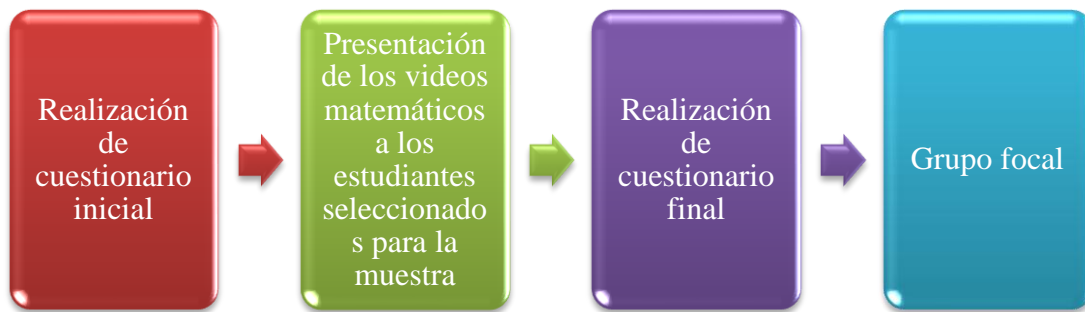 Realización
de
cuestionario
inicial
Presentación
de los videos
matemáticos
a los
estudiantes
seleccionado
s para la
muestra
Realización
de
cuestionario
final
Grupo focal